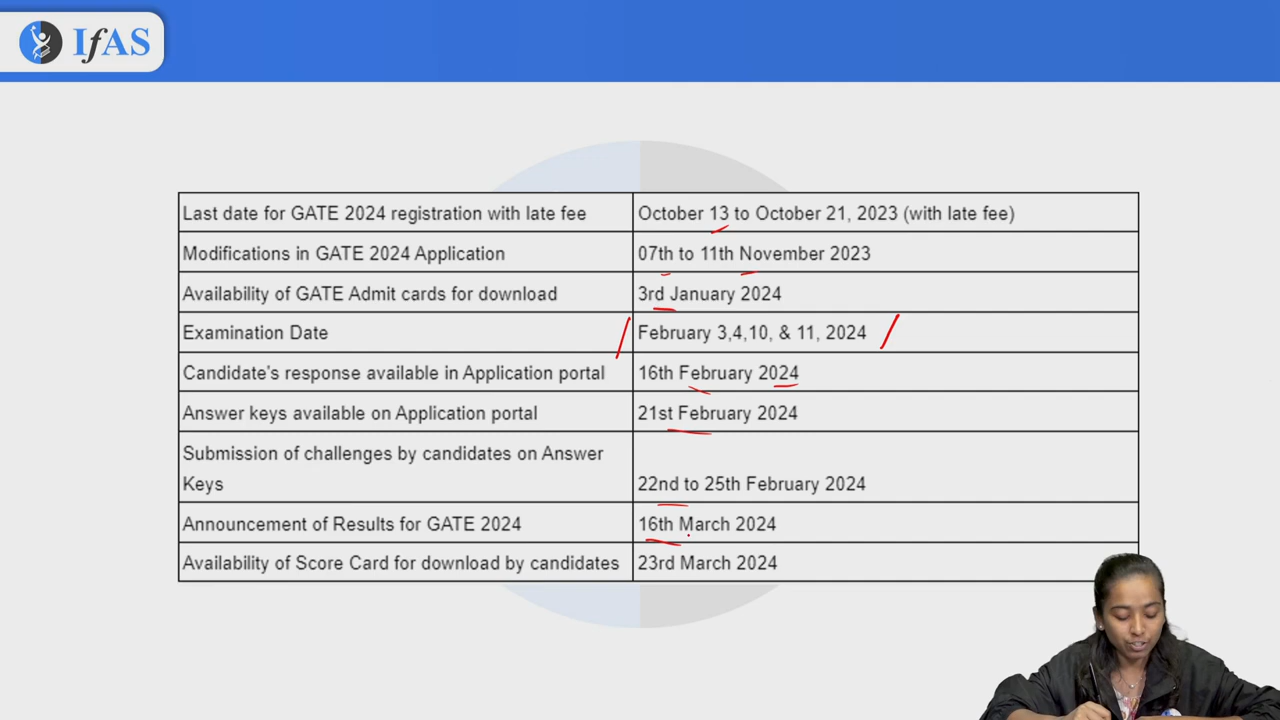 IfAS
Last date for GATE 2024 registration with late fee October 13 to October 21, 2023 (with late fee)
Modifications in GATE 2024 Application 07th to 11th November 2023
Availability of GATE Admit cards for download 3rd January 2024
Examination Date February 3,4,10, & 11, 2024
Candidate's response available in Application portal 16th February 2024
Answer keys available on Application portal 21st February 2024
Submission of challenges by candidates on Answer
Keys 22nd to 25th February 2024
Announcement of Results for GATE 2024 16th March 2024
Availability of Score Card for download by candidates 23rd March 2024